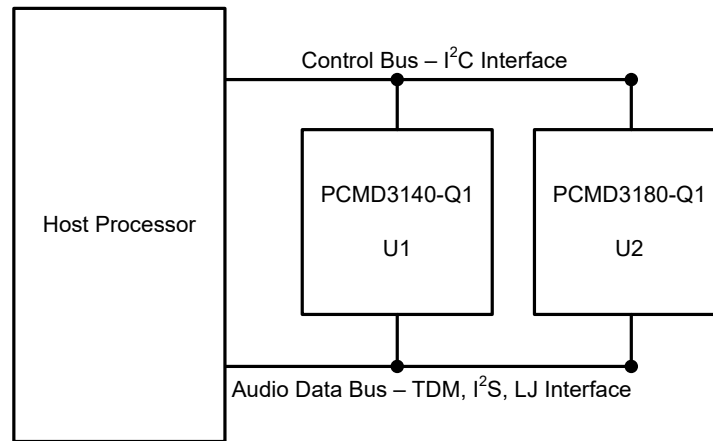 Control Bus – I²C Interface
PCMD3140-Q1
PCMD3180-Q1
Host Processor
U1
U2
Audio Data Bus – TDM, I²S, LJ Interface